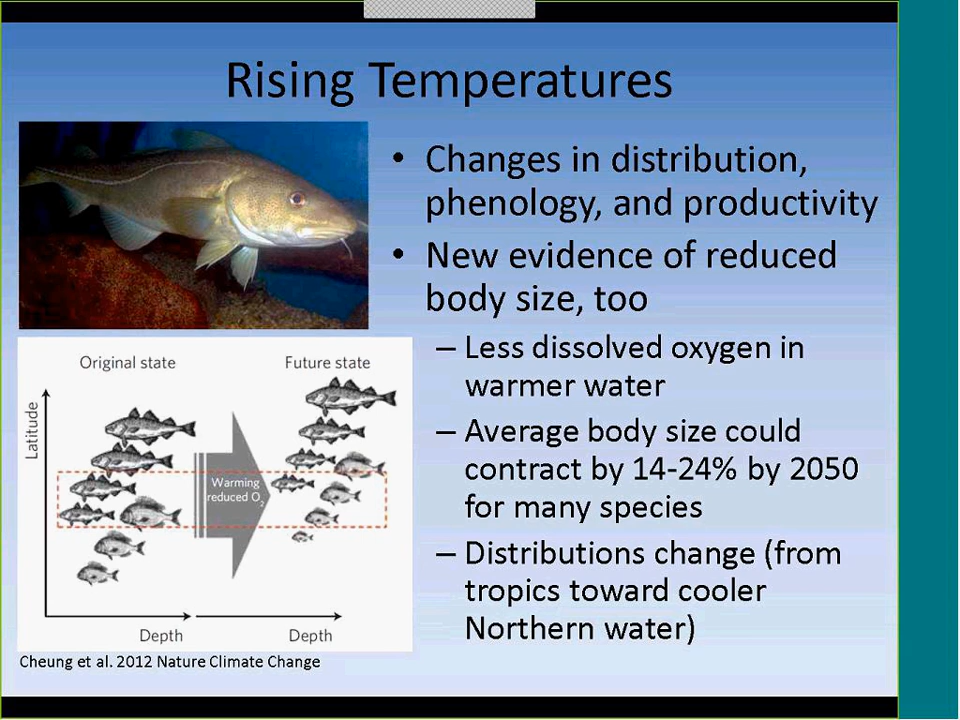 Rising Temperatures
• Changes in distribution,
phenology, and productivity
• New evidence of reduced
body size, too
– Less dissolved oxygen in
warmer water
– Average body size could
contract by 14-24% by 2050
for many species
– Distributions change (from
tropics toward cooler
Northern water)
Original state
Future state
Latitude
Warming
reduced O2
Depth
Depth
Cheung et al. 2012 Nature Climate Change